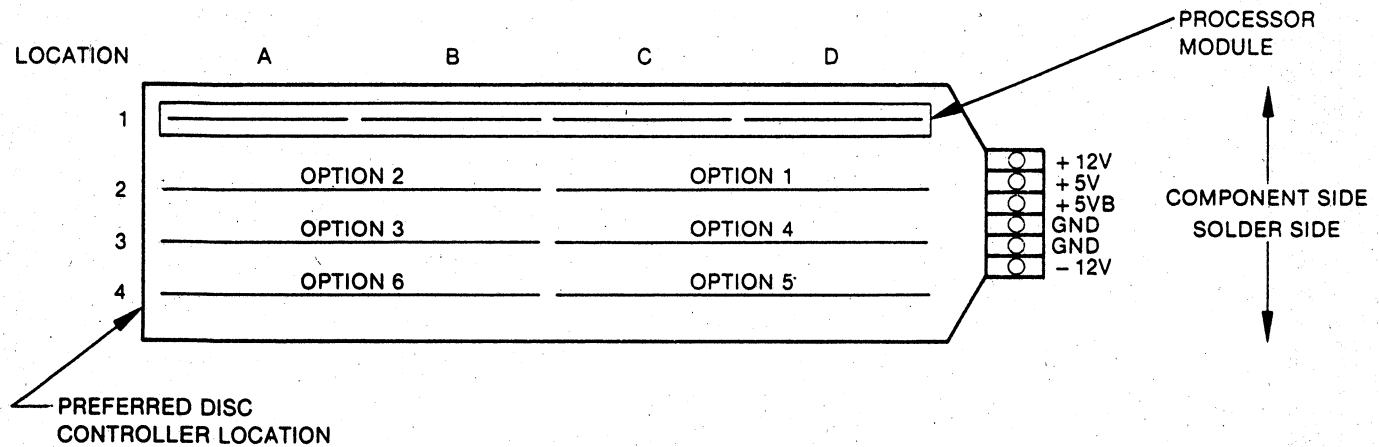 PROCESSOR
MODULE
LOCATION A B C D
1
2 OPTION 2 OPTION 1
3 OPTION 3 OPTION 4
4 OPTION 6 OPTION 5
+ 12V
+ 5V
+ 5VB
GND
GND
- 12V
COMPONENT SIDE
SOLDER SIDE
PREFERRED DISC
CONTROLLER LOCATION